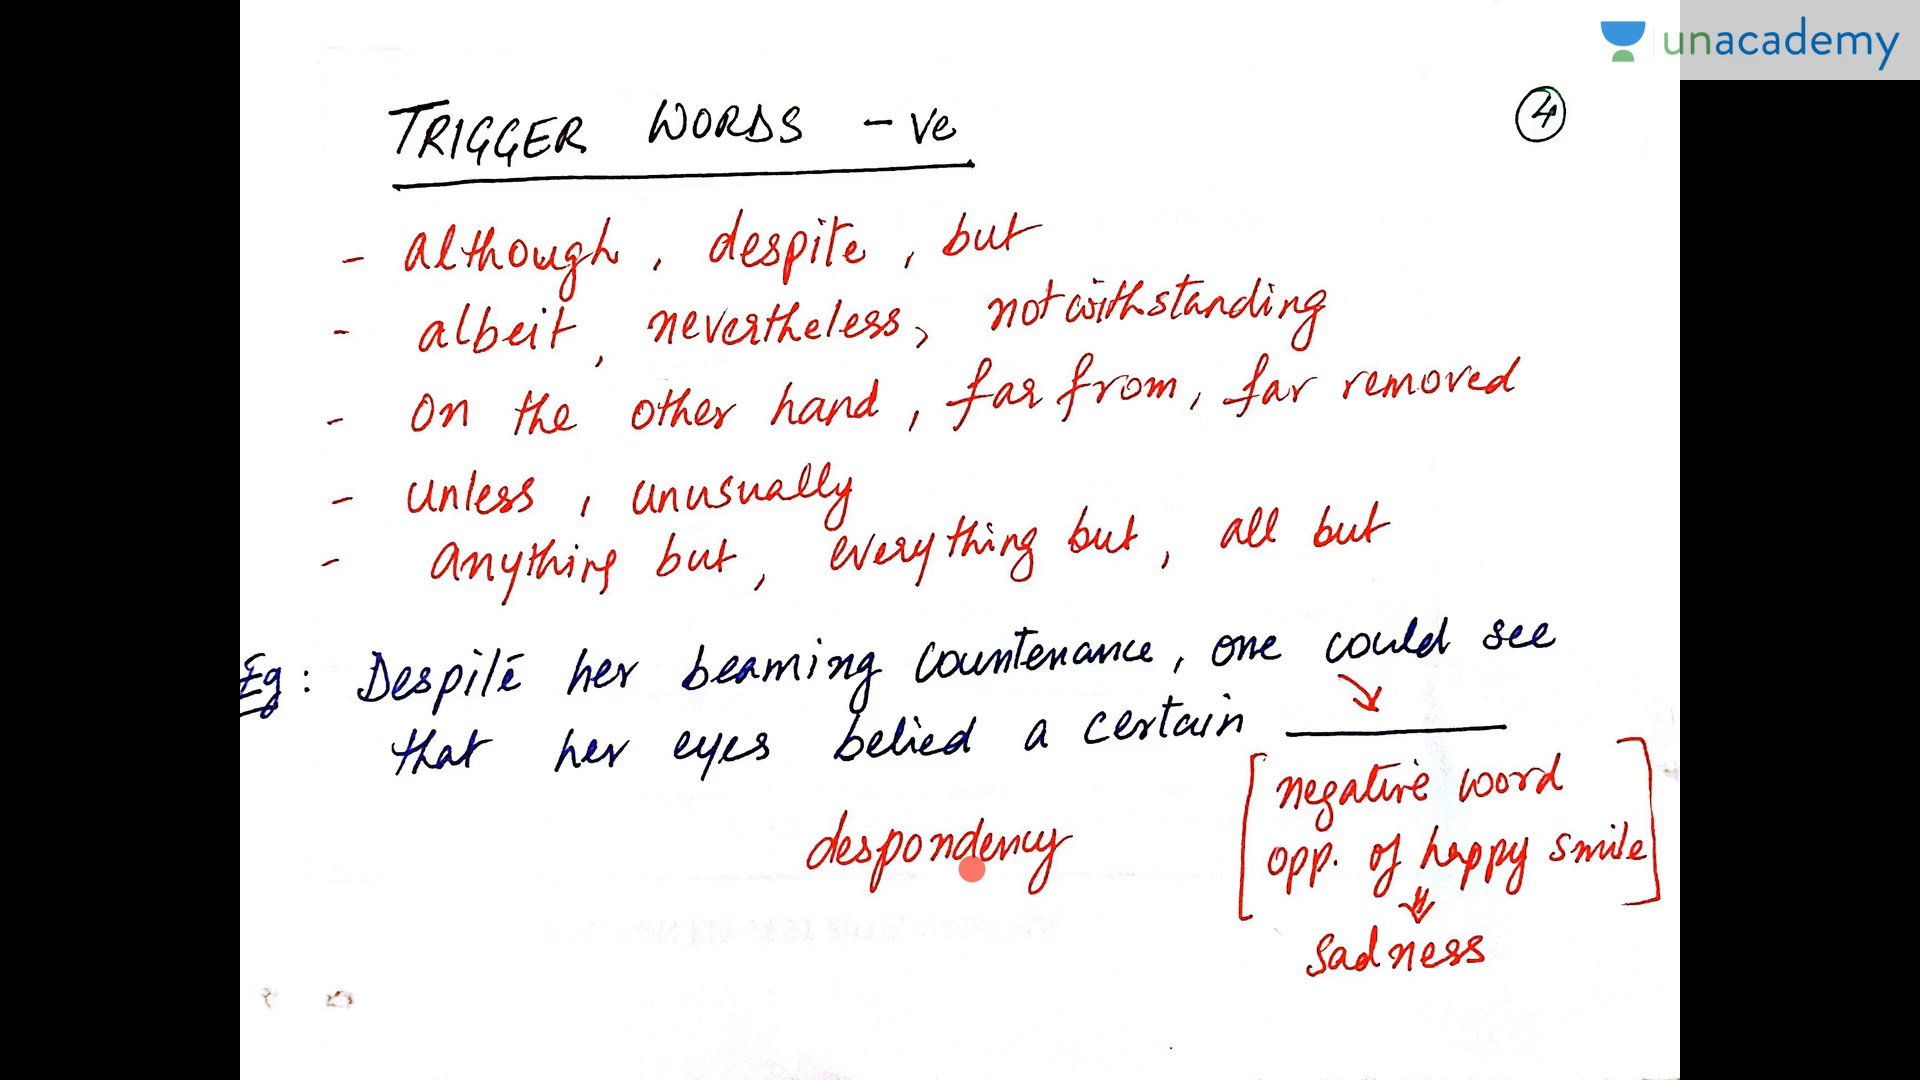 unacademy
TRIGGER WORDS -ve
4
- although, despite, but
- albeit, nevertheless, notwithstanding
- on the other hand, far from, far removed
- unless, unusually
- anything but, everything but, all but
Eg: Despite her beaming countenance, one could see
that her eyes belied a certain ______
[negative word
opp. of happy smile]
despondency
sadness